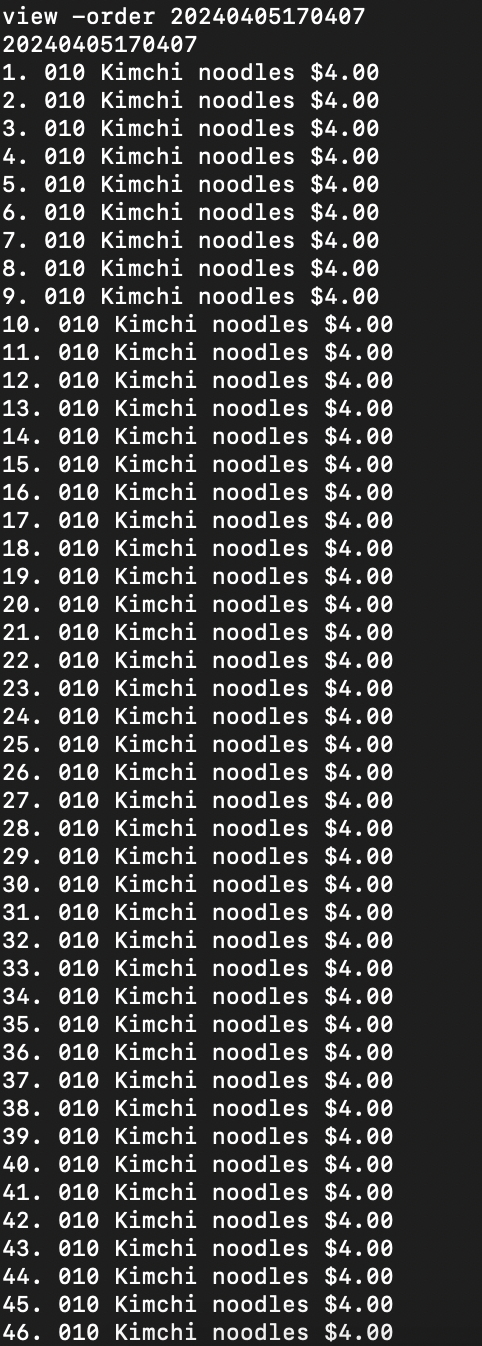 view -order 20240405170407
20240405170407
1. 010 Kimchi noodles $4.00
2. 010 Kimchi noodles $4.00
3. 010 Kimchi noodles $4.00
4. 010 Kimchi noodles $4.00
5. 010 Kimchi noodles $4.00
6. 010 Kimchi noodles $4.00
7. 010 Kimchi noodles $4.00
8. 010 Kimchi noodles $4.00
9. 010 Kimchi noodles $4.00
10. 010 Kimchi noodles $4.00
11. 010 Kimchi noodles $4.00
12. 010 Kimchi noodles $4.00
13. 010 Kimchi noodles $4.00
14. 010 Kimchi noodles $4.00
15. 010 Kimchi noodles $4.00
16. 010 Kimchi noodles $4.00
17. 010 Kimchi noodles $4.00
18. 010 Kimchi noodles $4.00
19. 010 Kimchi noodles $4.00
20. 010 Kimchi noodles $4.00
21. 010 Kimchi noodles $4.00
22. 010 Kimchi noodles $4.00
23. 010 Kimchi noodles $4.00
24. 010 Kimchi noodles $4.00
25. 010 Kimchi noodles $4.00
26. 010 Kimchi noodles $4.00
27. 010 Kimchi noodles $4.00
28. 010 Kimchi noodles $4.00
29. 010 Kimchi noodles $4.00
30. 010 Kimchi noodles $4.00
31. 010 Kimchi noodles $4.00
32. 010 Kimchi noodles $4.00
33. 010 Kimchi noodles $4.00
34. 010 Kimchi noodles $4.00
35. 010 Kimchi noodles $4.00
36. 010 Kimchi noodles $4.00
37. 010 Kimchi noodles $4.00
38. 010 Kimchi noodles $4.00
39. 010 Kimchi noodles $4.00
40. 010 Kimchi noodles $4.00
41. 010 Kimchi noodles $4.00
42. 010 Kimchi noodles $4.00
43. 010 Kimchi noodles $4.00
44. 010 Kimchi noodles $4.00
45. 010 Kimchi noodles $4.00
46. 010 Kimchi noodles $4.00